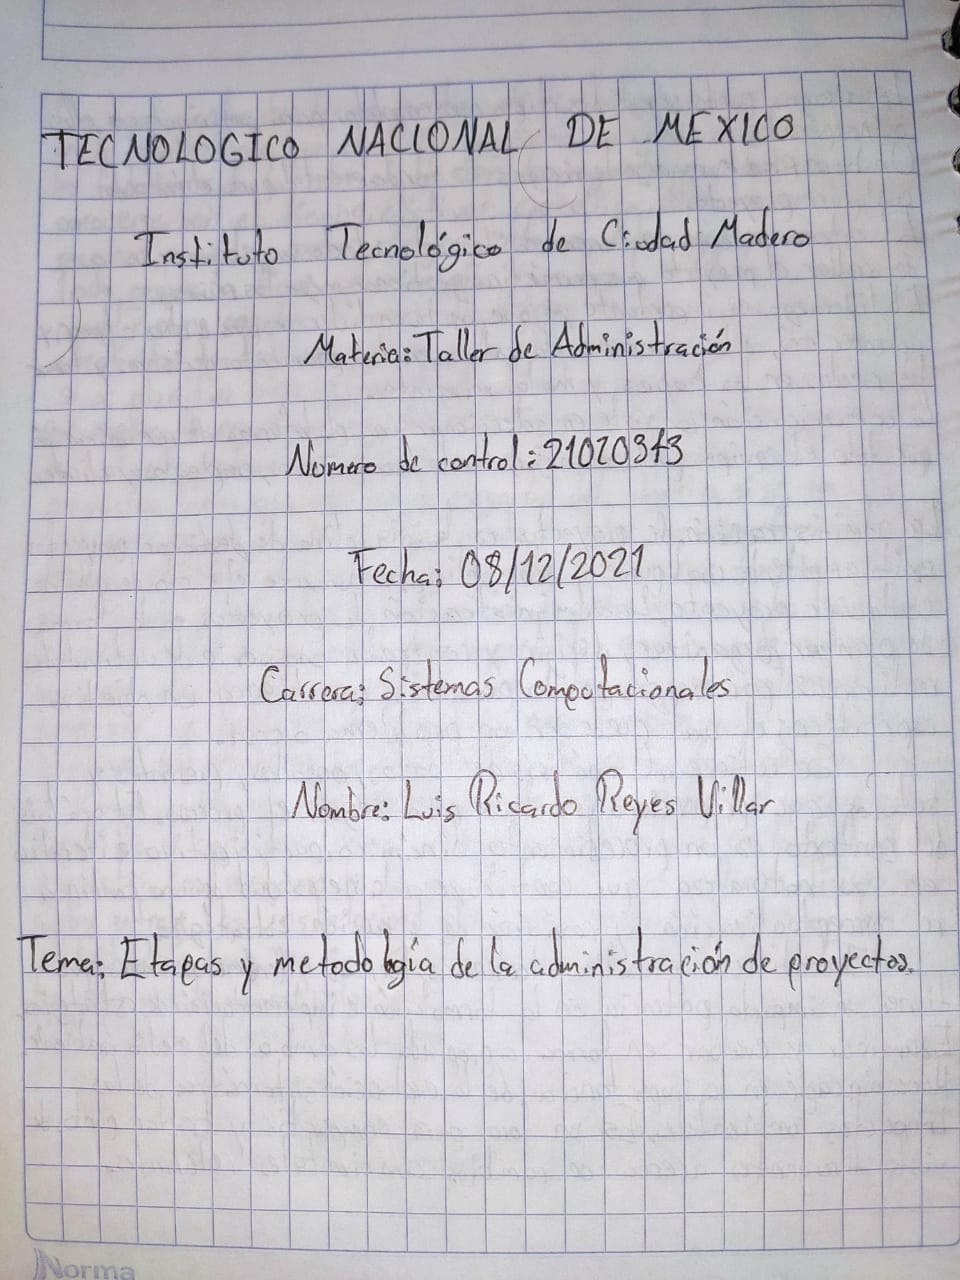 TECNOLOGICO NACIONAL DE MEXICO
Instituto Tecnológico de Ciudad Madero
Materia: Taller de Administración
Nomero de control: 21070343
Fecha: 08/12/2021
Carrera: Sistemas Computacionales
Nombre: Luis Ricardo Reyes Villar
Tema: Etapas y metodología de la administración de proyectos.
Norma